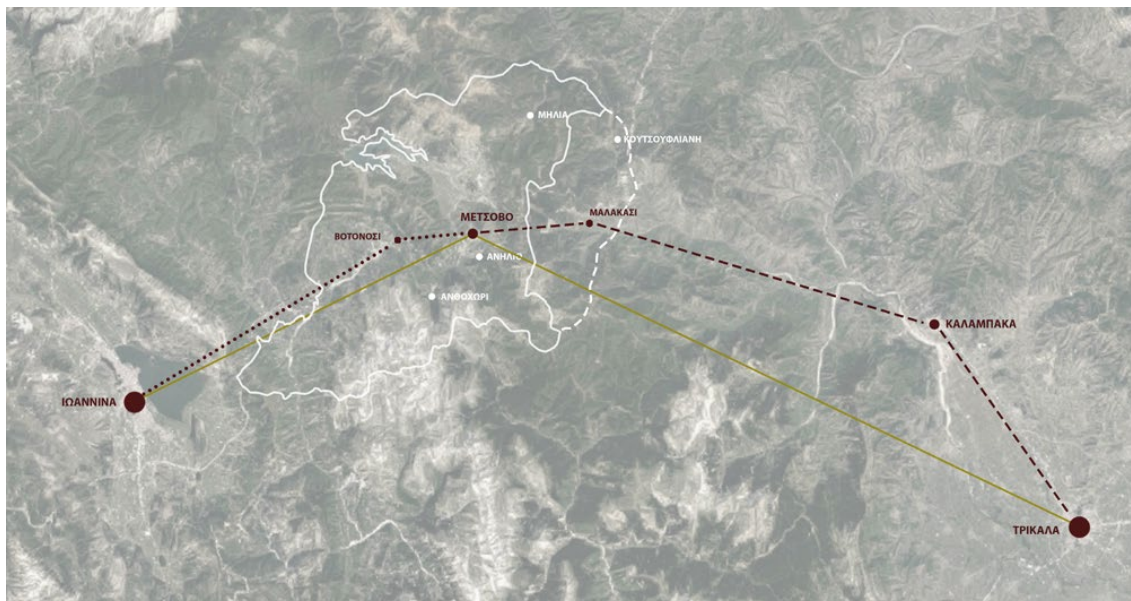 ΜΗΛΙΑ
ΚΟΥΤΣΟΥΦΛΙΑΝΗ
ΜΕΤΣΟΒΟ
ΜΑΛΑΚΑΣΙ
ΒΟΤΟΝΟΣΙ
ΑΝΗΛΙΟ
ΑΝΘΟΧΩΡΙ
ΚΑΛΑΜΠΑΚΑ
ΙΩΑΝΝΙΝΑ
ΤΡΙΚΑΛΑ